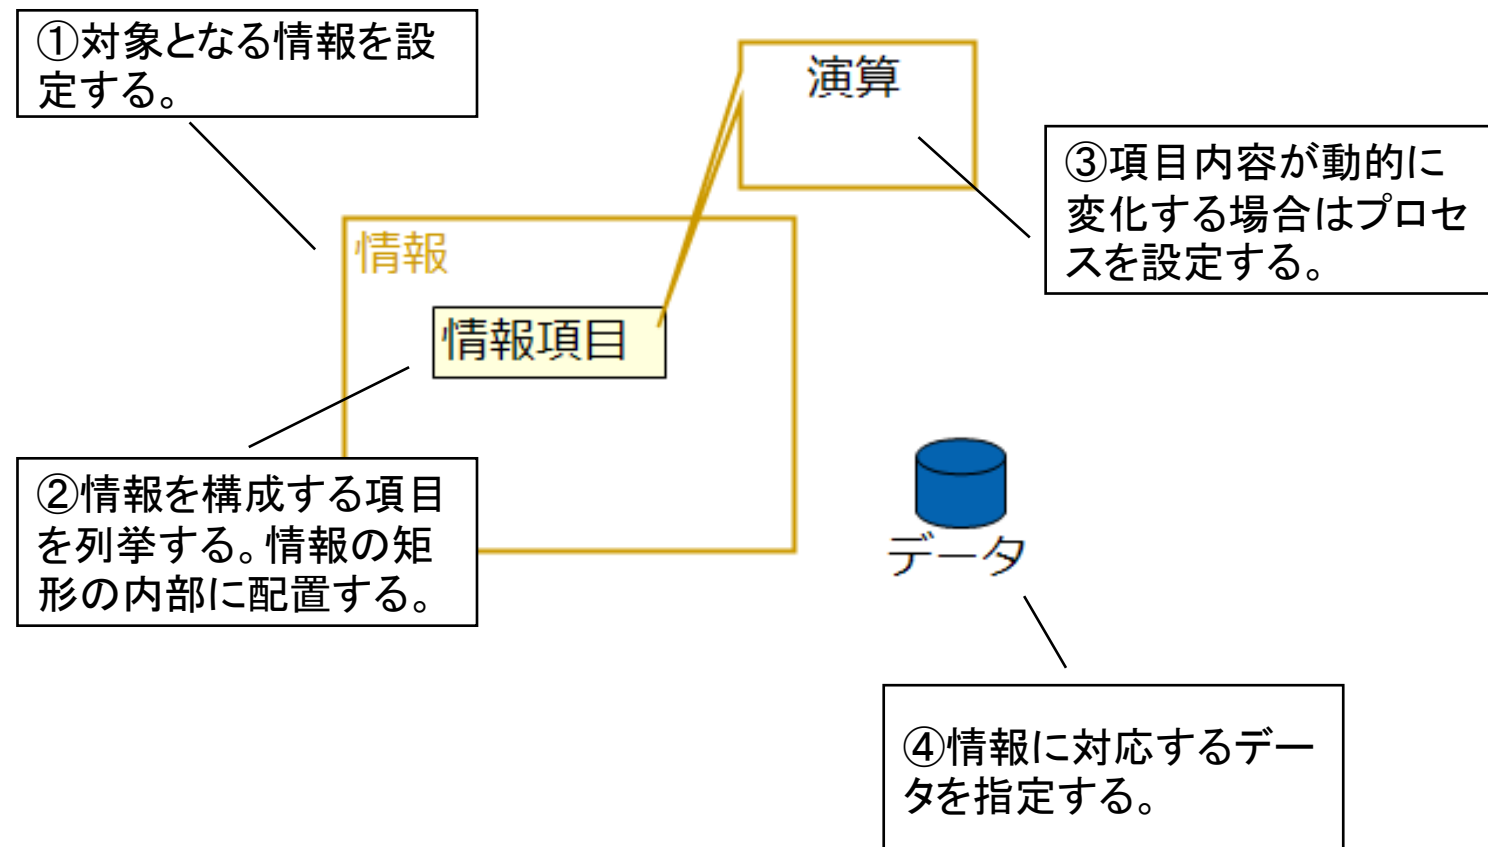 ①対象となる情報を設
定する。
演算
③項目内容が動的に
変化する場合はプロセ
スを設定する。
情報
情報項目
②情報を構成する項目
を列挙する。情報の矩
形の内部に配置する。
データ
④情報に対応するデー
タを指定する。